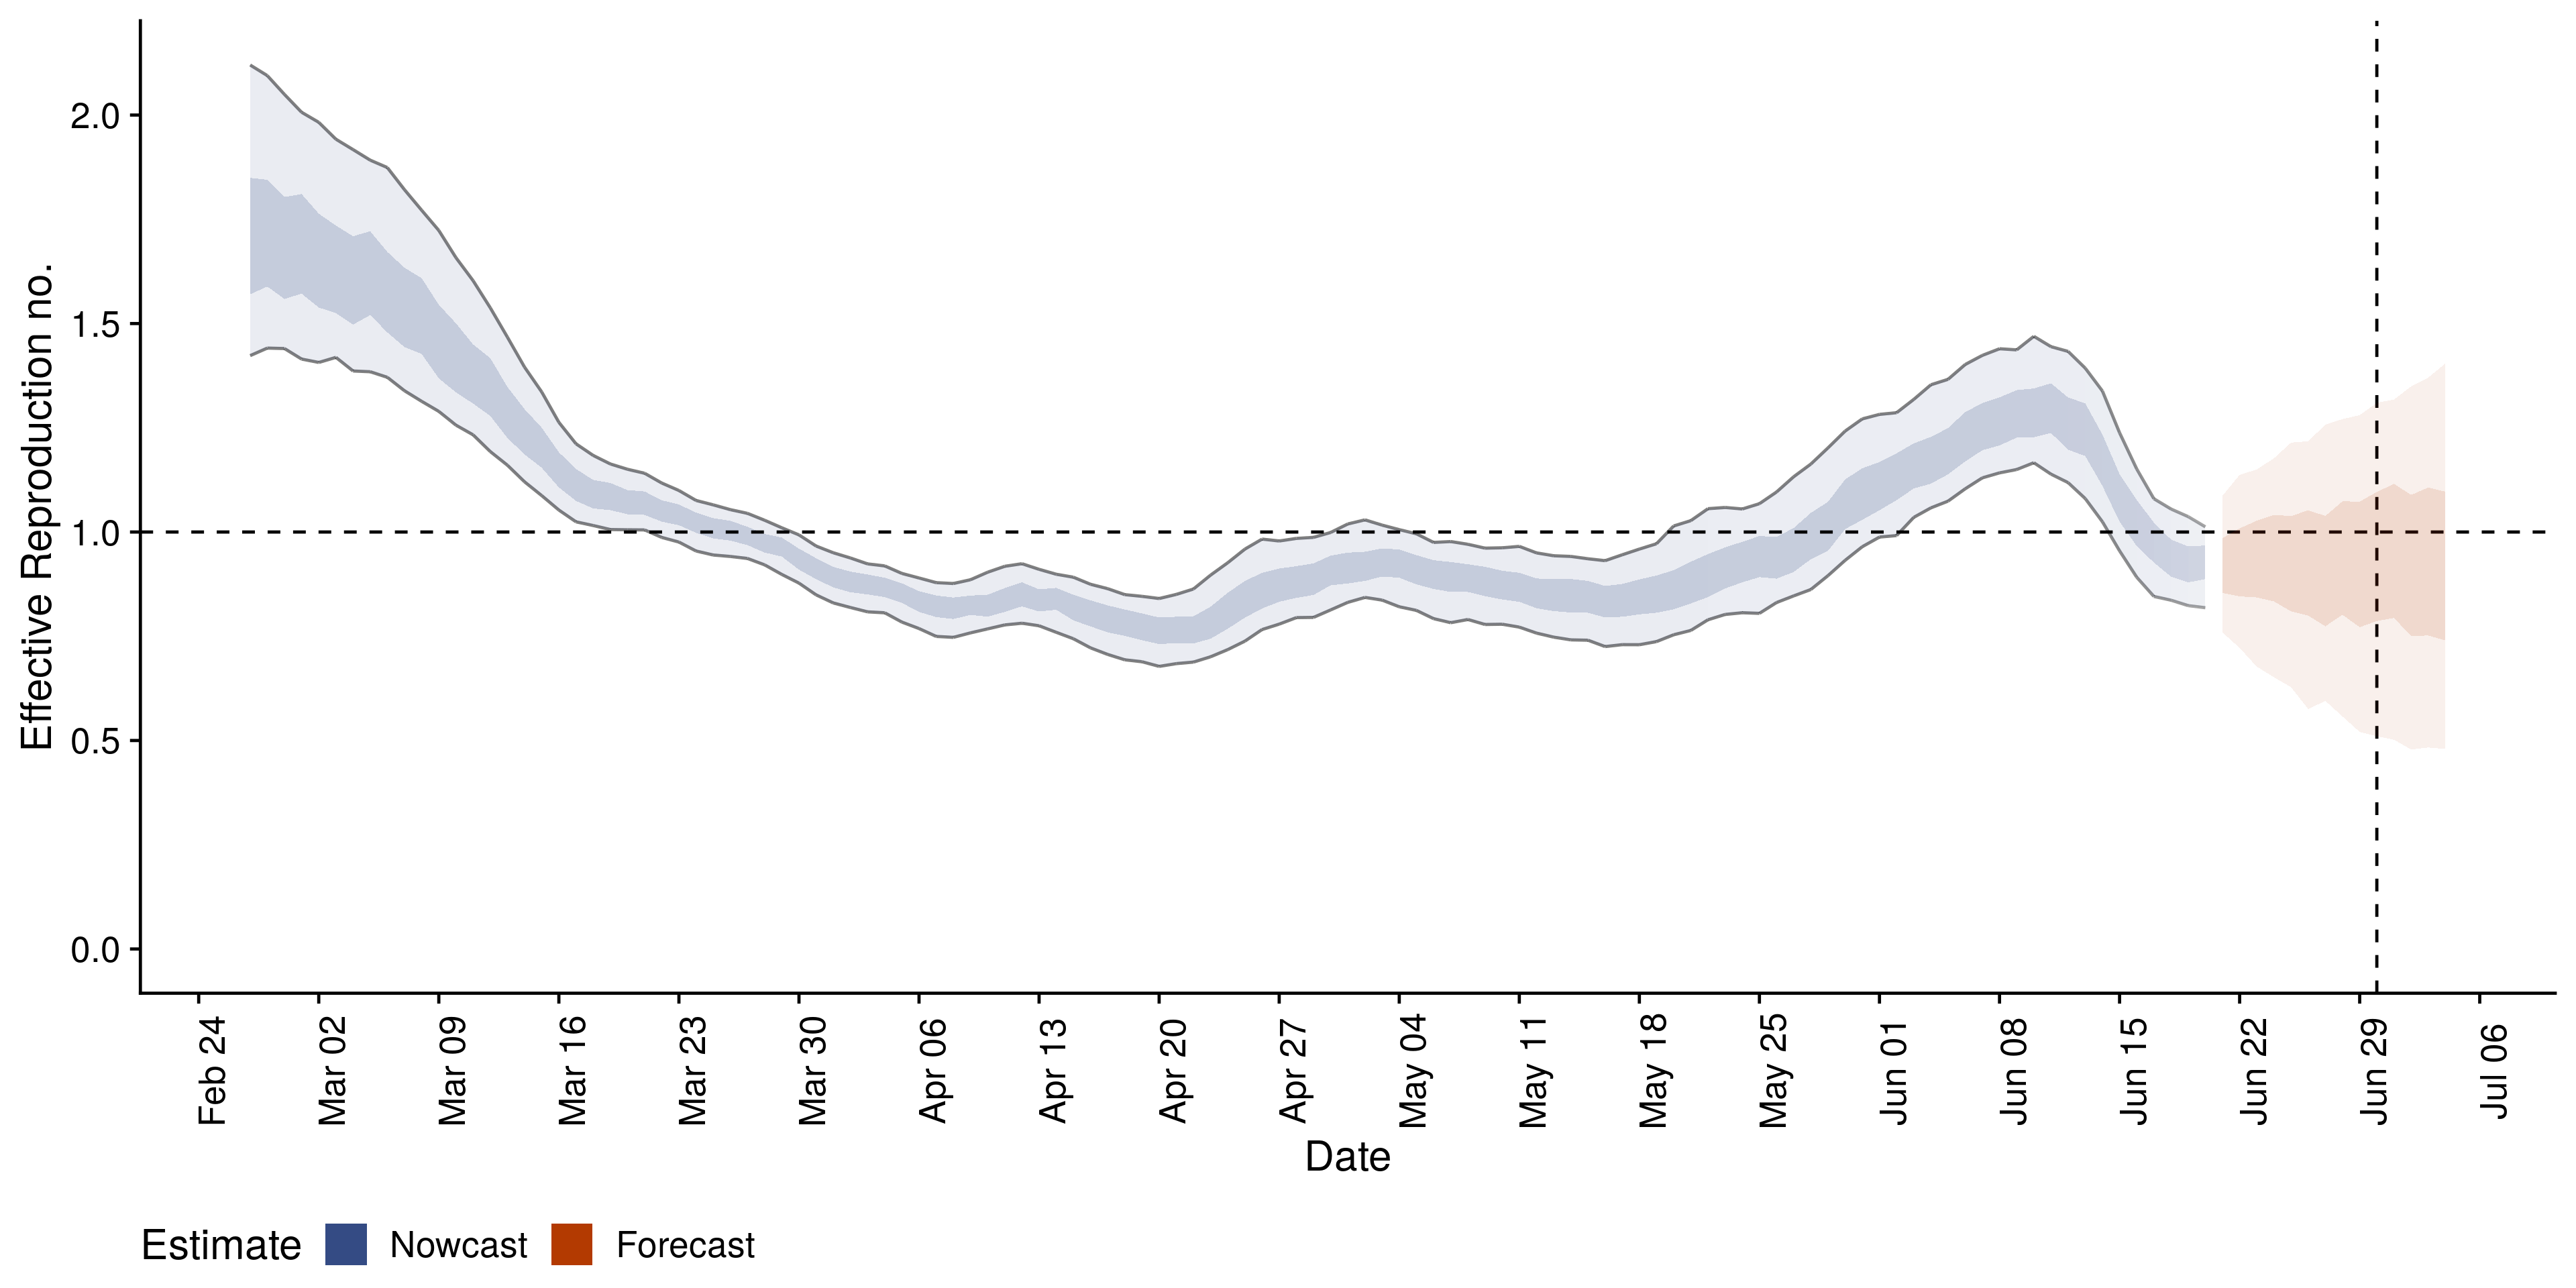 Effective Reproduction no.
2.0
1.5
1.0
0.5
0.0
Feb 24
Mar 02
Mar 09
Mar 16
Mar 23
Mar 30
Apr 06
Apr 13
Apr 20
Apr 27
May 04
May 11
May 18
May 25
Jun 01
Jun 08
Jun 15
Jun 22
Jun 29
Jul 06
Date
Estimate Nowcast Forecast